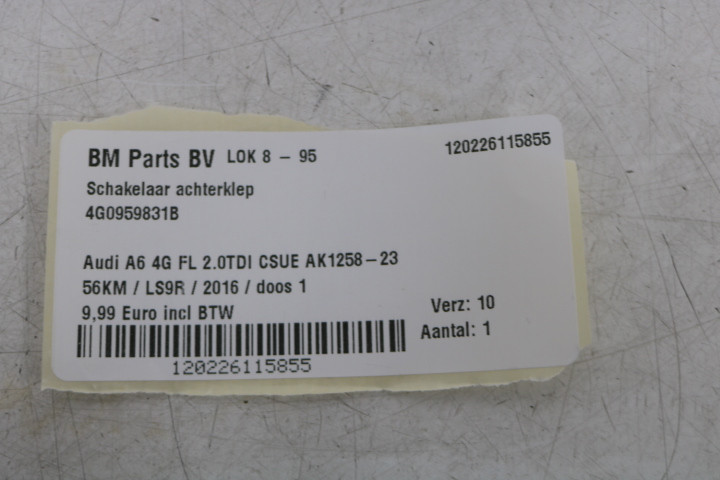 BM Parts BV LOK 8 - 95
120226115855
Schakelaar achterklep
4G0959831B
Audi A6 4G FL 2.0TDI CSUE AK1258-23
56KM / LS9R / 2016 / doos 1
9,99 Euro incl BTW
Verz: 10
Aantal: 1
120226115855